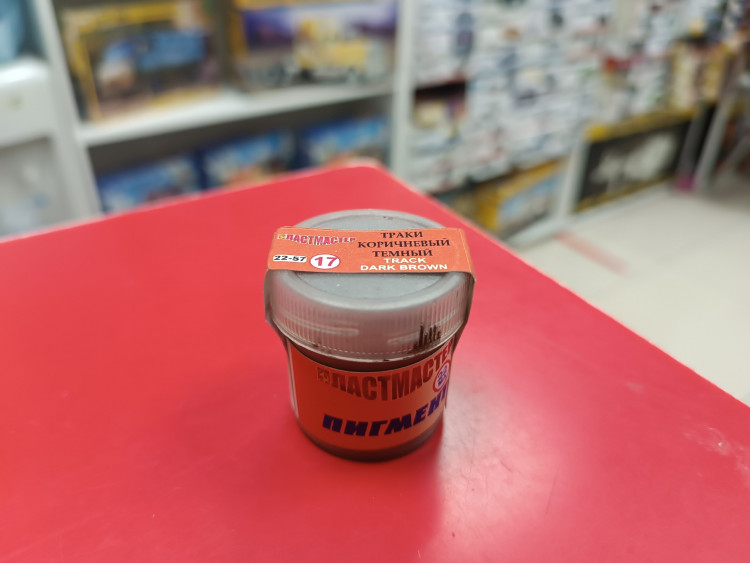 ПЛАСТМАСТЕР
22-57 17
ТРАКИ
КОРИЧНЕВЫЙ
ТЕМНЫЙ
TRACK
DARK BROWN
ПЛАСТМАСТЕР
ПИГМЕНТ